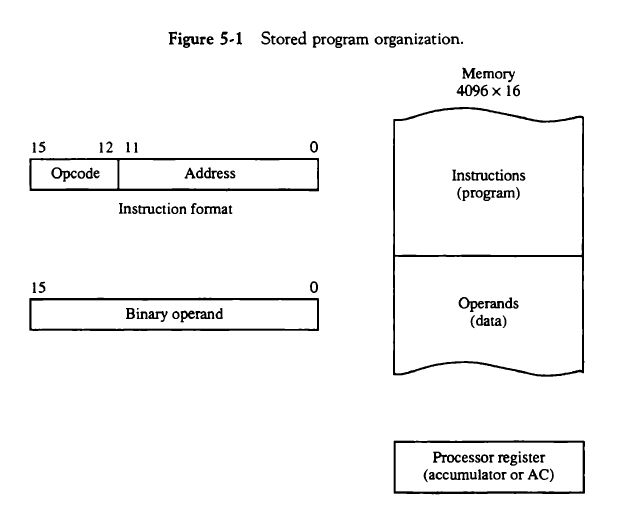 Figure 5-1 Stored program organization.
Memory
4096 × 16
15 12 11 0
Opcode Address
Instruction format
Instructions
(program)
15 0
Binary operand
Operands
(data)
Processor register
(accumulator or AC)